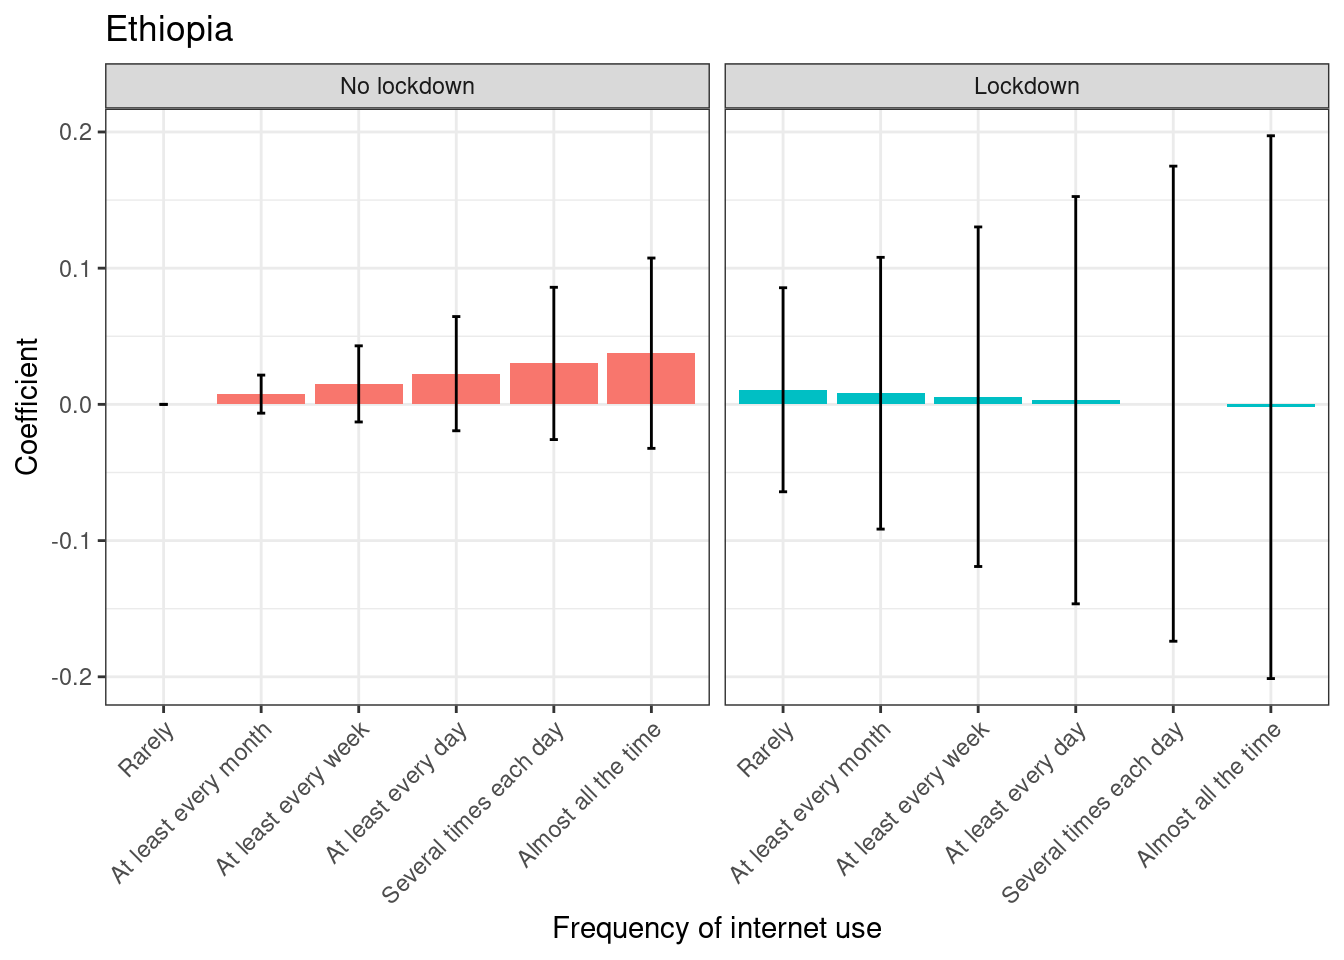 Ethiopia
No lockdown
Lockdown
Coefficient
0.2
0.1
0.0
-0.1
-0.2
Rarely
At least every month
At least every week
At least every day
Several times each day
Almost all the time
Rarely
At least every month
At least every week
At least every day
Several times each day
Almost all the time
Frequency of internet use